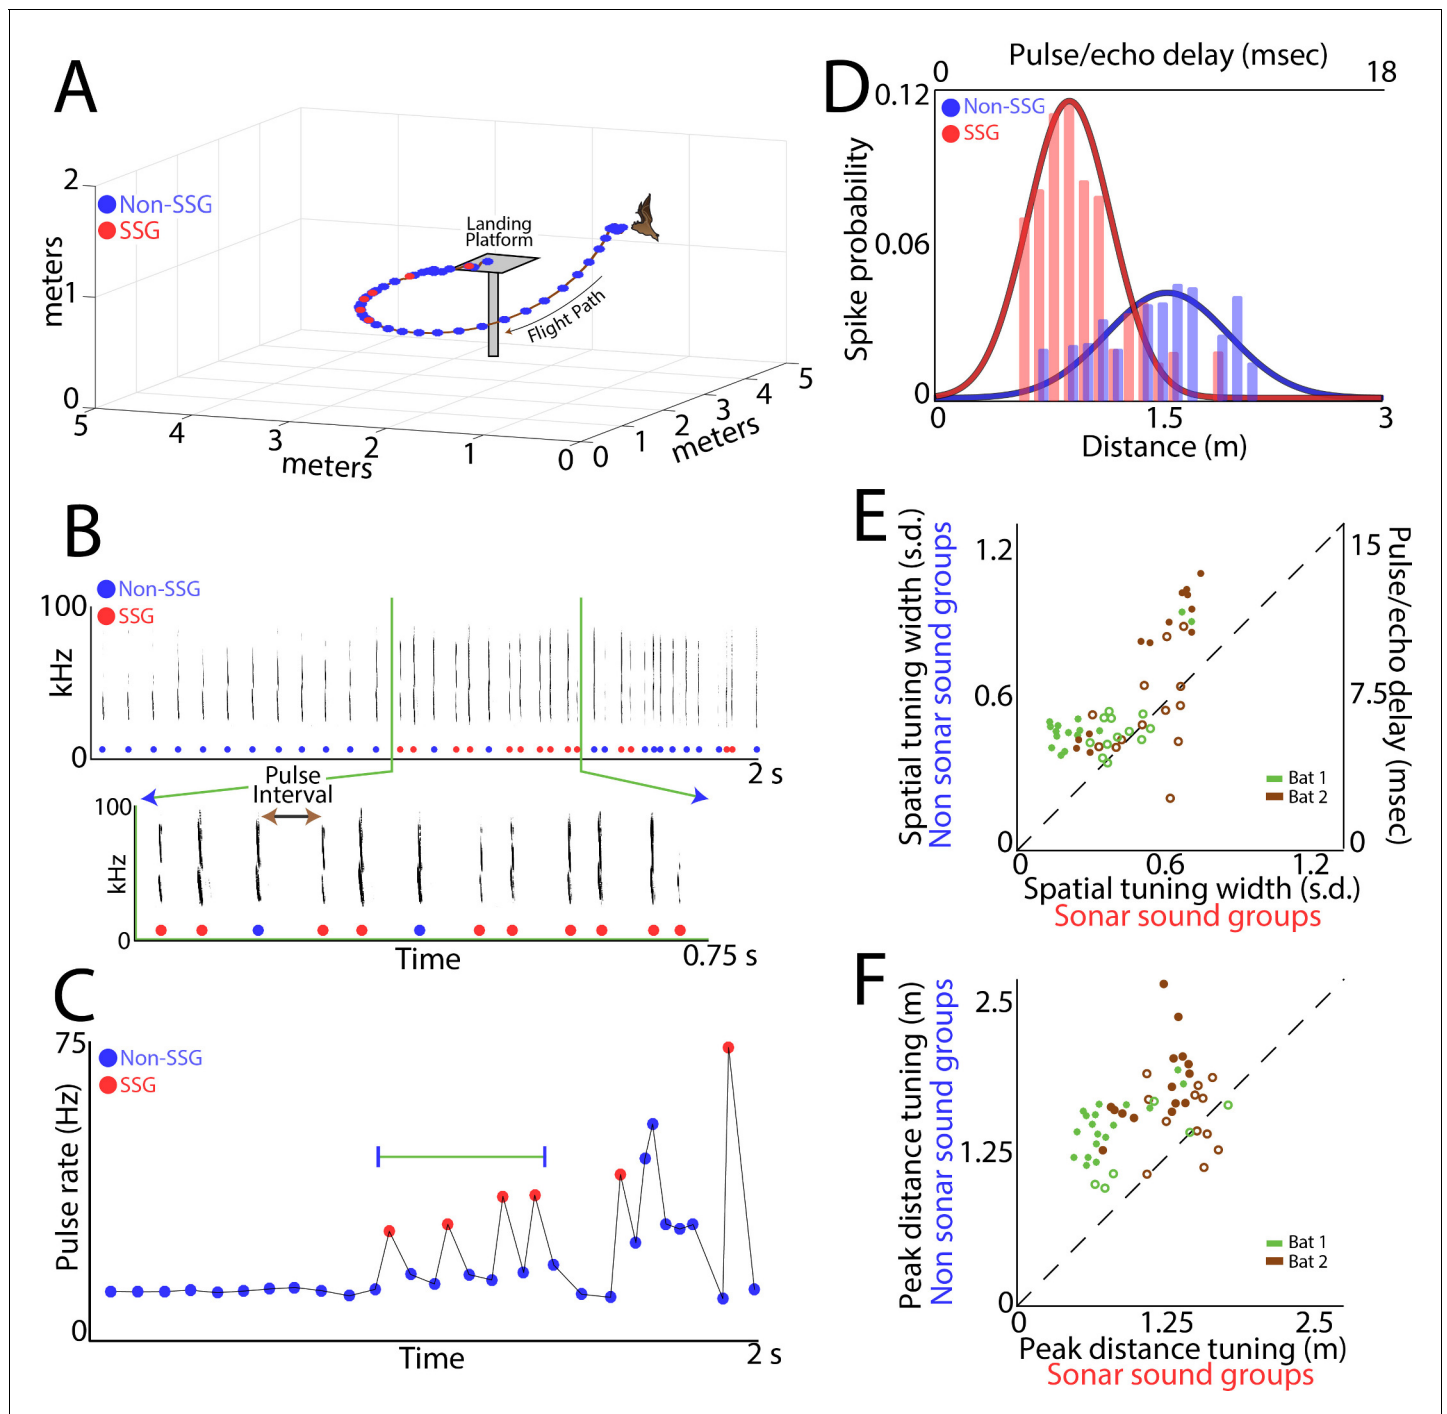 A
2
Non-SSG
SSG
meters
1
0
Landing
Platform
Flight Path
5
4
3
2
1
0
meters
0
1
2
3
4
5
meters
B
Non-SSG
SSG
100
kHz
0
2 s
Pulse
Interval
100
kHz
0
Time
0.75 s
C
75
Non-SSG
SSG
Pulse rate (Hz)
0
Time
2 s
D
Pulse/echo delay (msec)
0
18
0.12
Non-SSG
SSG
Spike probability
0.06
0
0
1.5
3
Distance (m)
E
Spatial tuning width (s.d.)
Non sonar sound groups
1.2
0.6
0
15
7.5
0
Pulse/echo delay (msec)
Bat 1
Bat 2
0
0.6
1.2
Spatial tuning width (s.d.)
Sonar sound groups
F
Peak distance tuning (m)
Non sonar sound groups
2.5
1.25
0
Bat 1
Bat 2
0
1.25
2.5
Peak distance tuning (m)
Sonar sound groups